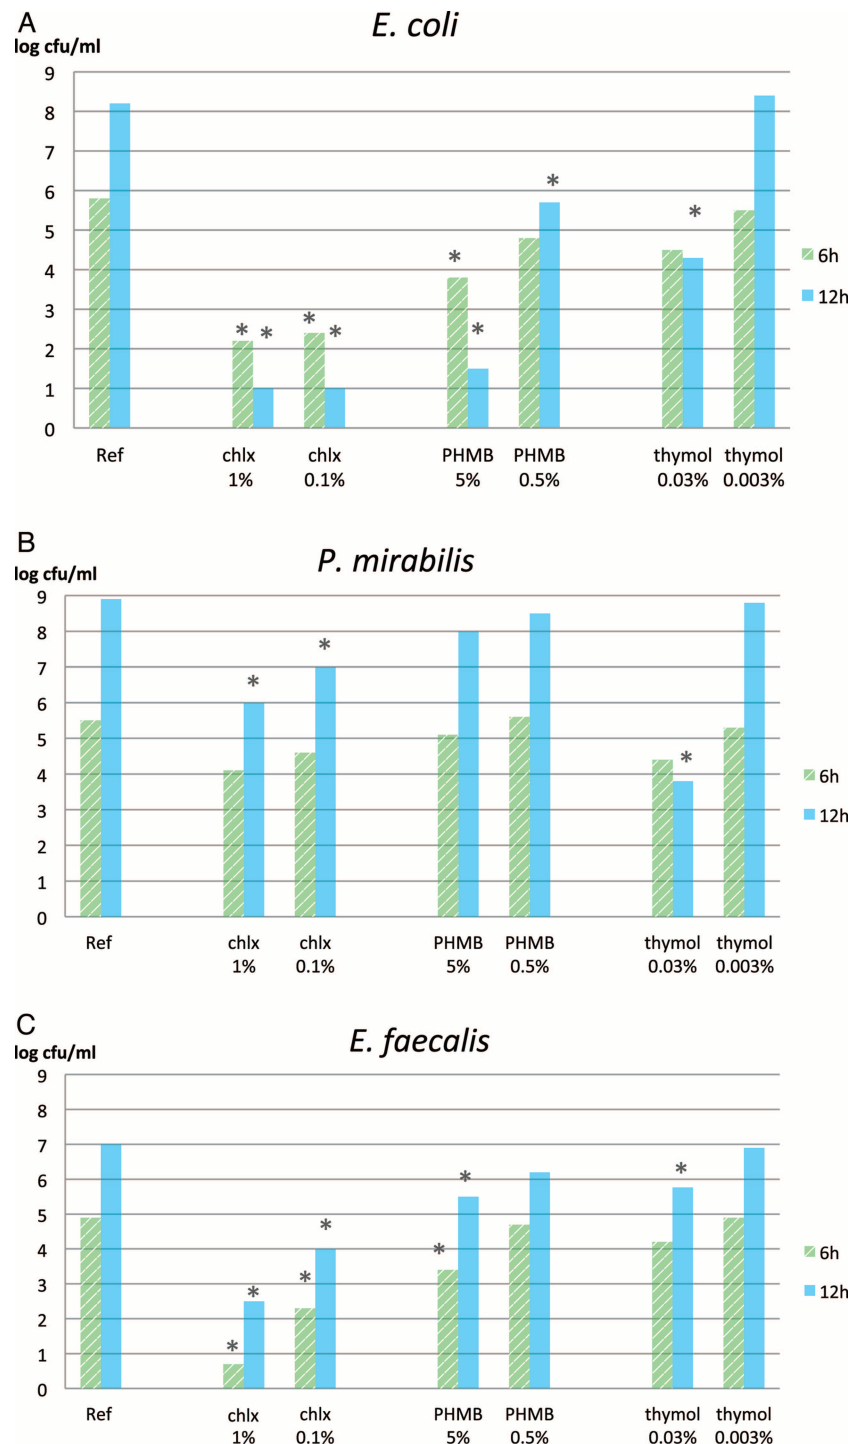 A
E. coli
log cfu/ml
9
8
7
6
5
4
3
2
1
0
* * * * * * * *
6h
12h
Ref chlx chlx PHMB PHMB thymol thymol
1% 0.1% 5% 0.5% 0.03% 0.003%
B
P. mirabilis
log cfu/ml
9
8
7
6
5
4
3
2
1
0
* * *
6h
12h
Ref chlx chlx PHMB PHMB thymol thymol
1% 0.1% 5% 0.5% 0.03% 0.003%
C
E. faecalis
log cfu/ml
9
8
7
6
5
4
3
2
1
0
* * * * * * *
6h
12h
Ref chlx chlx PHMB PHMB thymol thymol
1% 0.1% 5% 0.5% 0.03% 0.003%